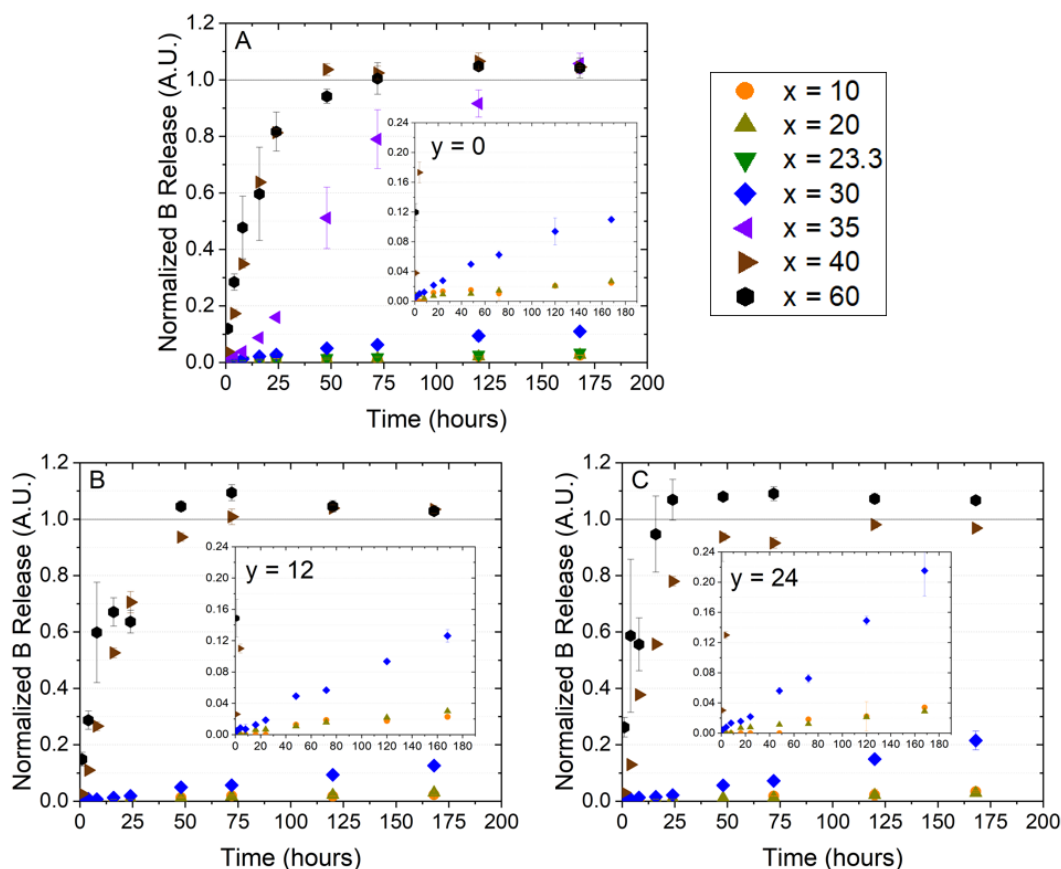 A
Normalized B Release (A.U.)
1.2
1.0
0.8
0.6
0.4
0.2
0.0
0 25 50 75 100 125 150 175 200
Time (hours)
y = 0
0.24
0.20
0.16
0.12
0.08
0.04
0.00
0 20 40 60 80 100 120 140 160 180
x = 10
x = 20
x = 23.3
x = 30
x = 35
x = 40
x = 60
B
Normalized B Release (A.U.)
1.2
1.0
0.8
0.6
0.4
0.2
0.0
0 25 50 75 100 125 150 175 200
Time (hours)
y = 12
0.24
0.20
0.16
0.12
0.08
0.04
0.00
0 20 40 60 80 100 120 140 160 180
C
Normalized B Release (A.U.)
1.2
1.0
0.8
0.6
0.4
0.2
0.0
0 25 50 75 100 125 150 175 200
Time (hours)
y = 24
0.24
0.20
0.16
0.12
0.08
0.04
0.00
0 20 40 60 80 100 120 140 160 180